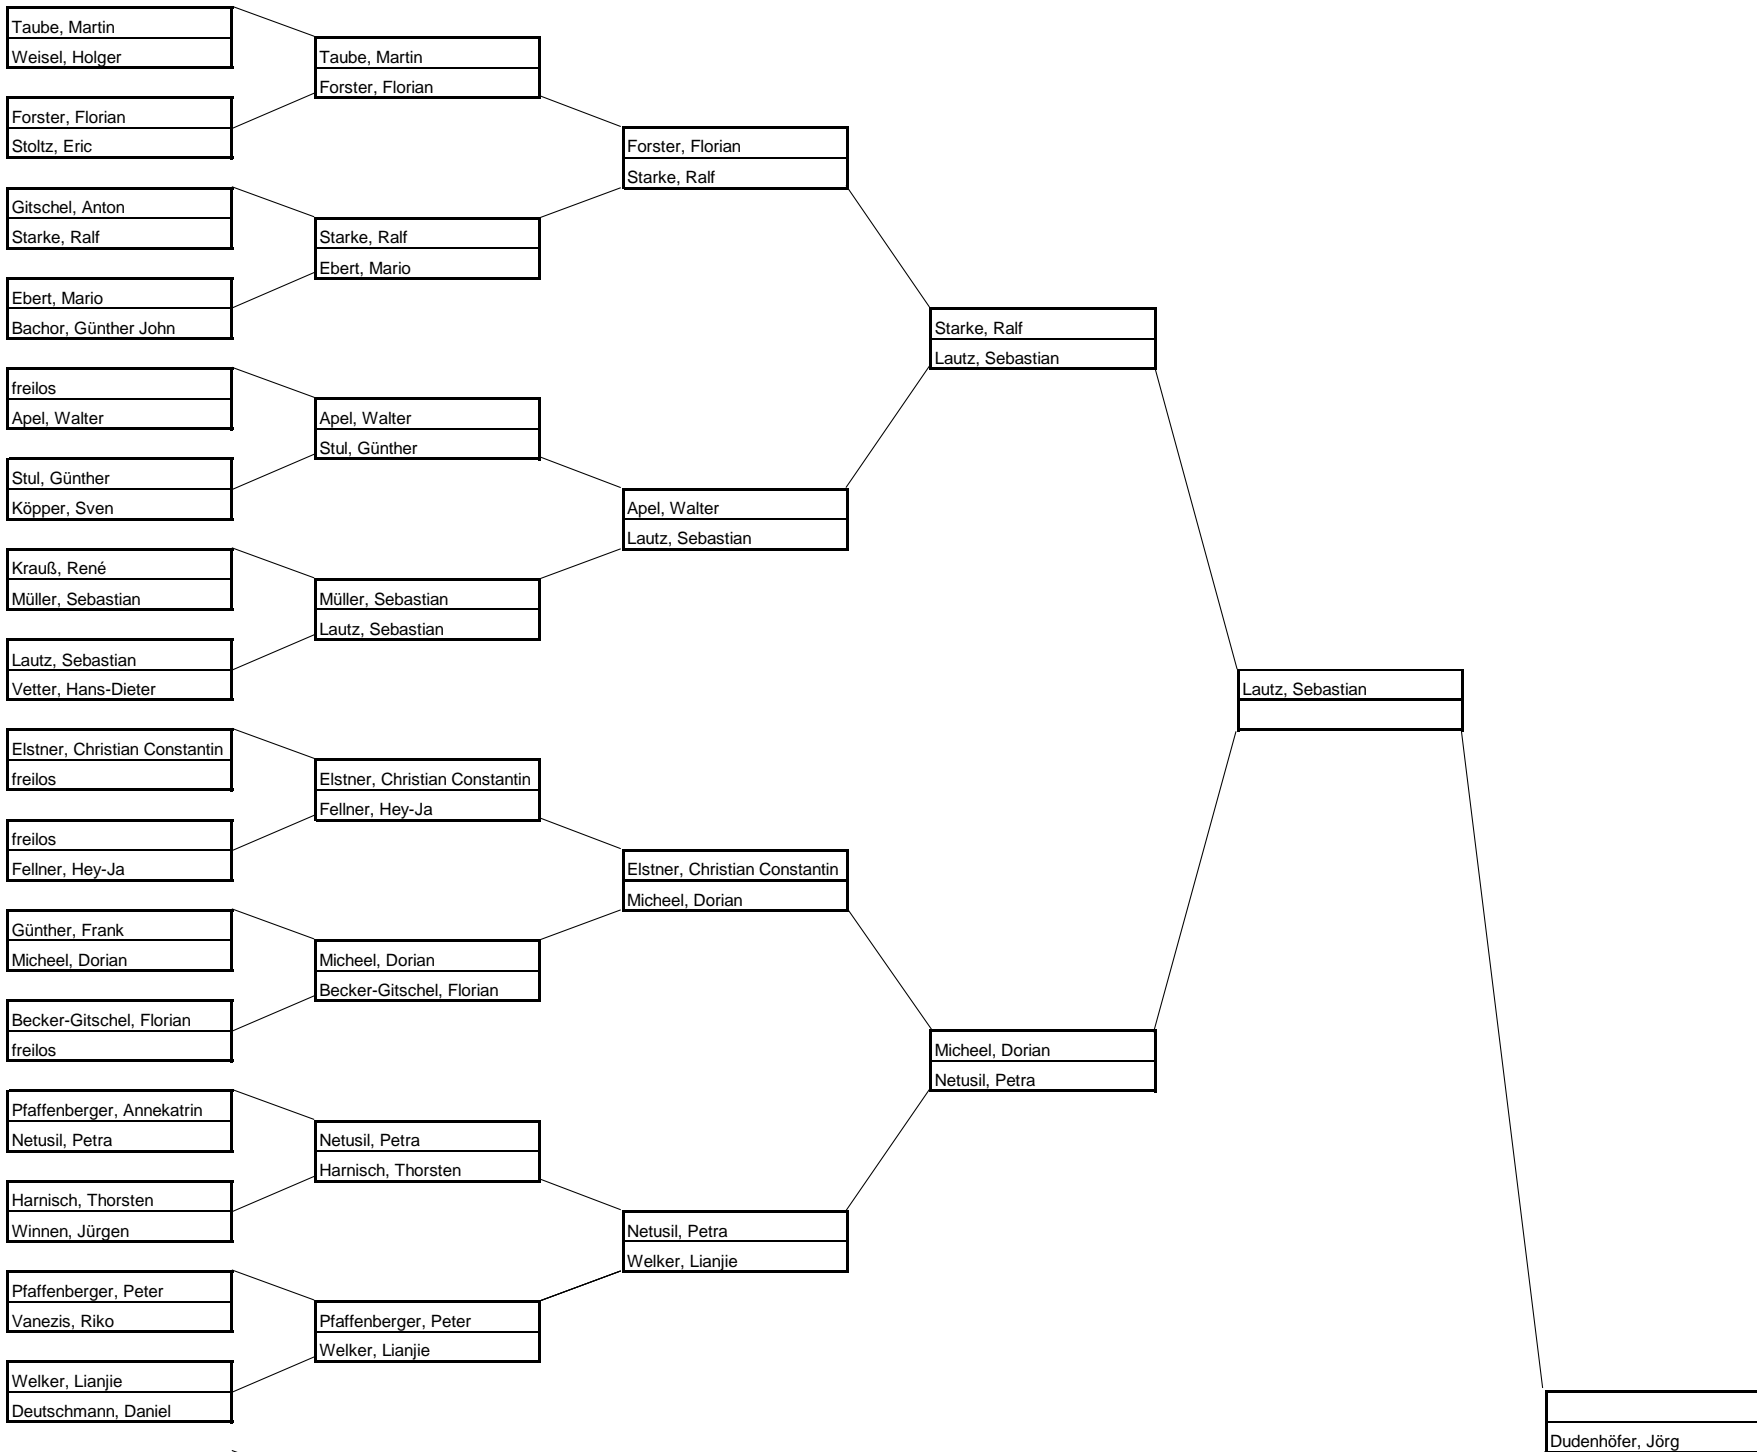 Taube, Martin
Weisel, Holger
Forster, Florian
Stoltz, Eric
Gitschel, Anton
Starke, Ralf
Ebert, Mario
Bachor, Günther John
freilos
Apel, Walter
Stul, Günther
Köpper, Sven
Krauß, René
Müller, Sebastian
Lautz, Sebastian
Vetter, Hans-Dieter
Elstner, Christian Constantin
freilos
freilos
Fellner, Hey-Ja
Günther, Frank
Micheel, Dorian
Becker-Gitschel, Florian
freilos
Pfaffenberger, Annekatrin
Netusil, Petra
Harnisch, Thorsten
Winnen, Jürgen
Pfaffenberger, Peter
Vanezis, Riko
Welker, Lianjie
Deutschmann, Daniel
Taube, Martin
Forster, Florian
Starke, Ralf
Ebert, Mario
Apel, Walter
Stul, Günther
Müller, Sebastian
Lautz, Sebastian
Elstner, Christian Constantin
Fellner, Hey-Ja
Micheel, Dorian
Becker-Gitschel, Florian
Netusil, Petra
Harnisch, Thorsten
Pfaffenberger, Peter
Welker, Lianjie
Forster, Florian
Starke, Ralf
Apel, Walter
Lautz, Sebastian
Elstner, Christian Constantin
Micheel, Dorian
Netusil, Petra
Welker, Lianjie
Starke, Ralf
Lautz, Sebastian
Micheel, Dorian
Netusil, Petra
Lautz, Sebastian
Dudenhöfer, Jörg